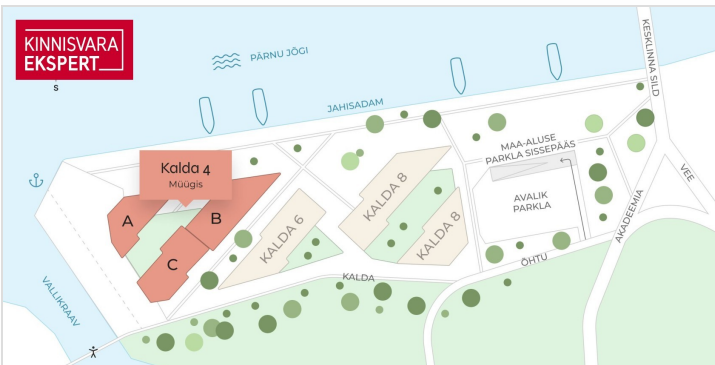 KINNISVARA
EKSPERT
S
PÄRNU JÕGI
JAHISADAM
KESKLINNA SILD
MAA-ALUSE
PARKLA SISSEPÄÄS
Kalda 4
Müügis
A
B
C
KALDA 6
KALDA 8
KALDA 8
AVALIK
PARKLA
VEE
AKADEEMIA
ÕHTU
KALDA
VALLIKRAAV